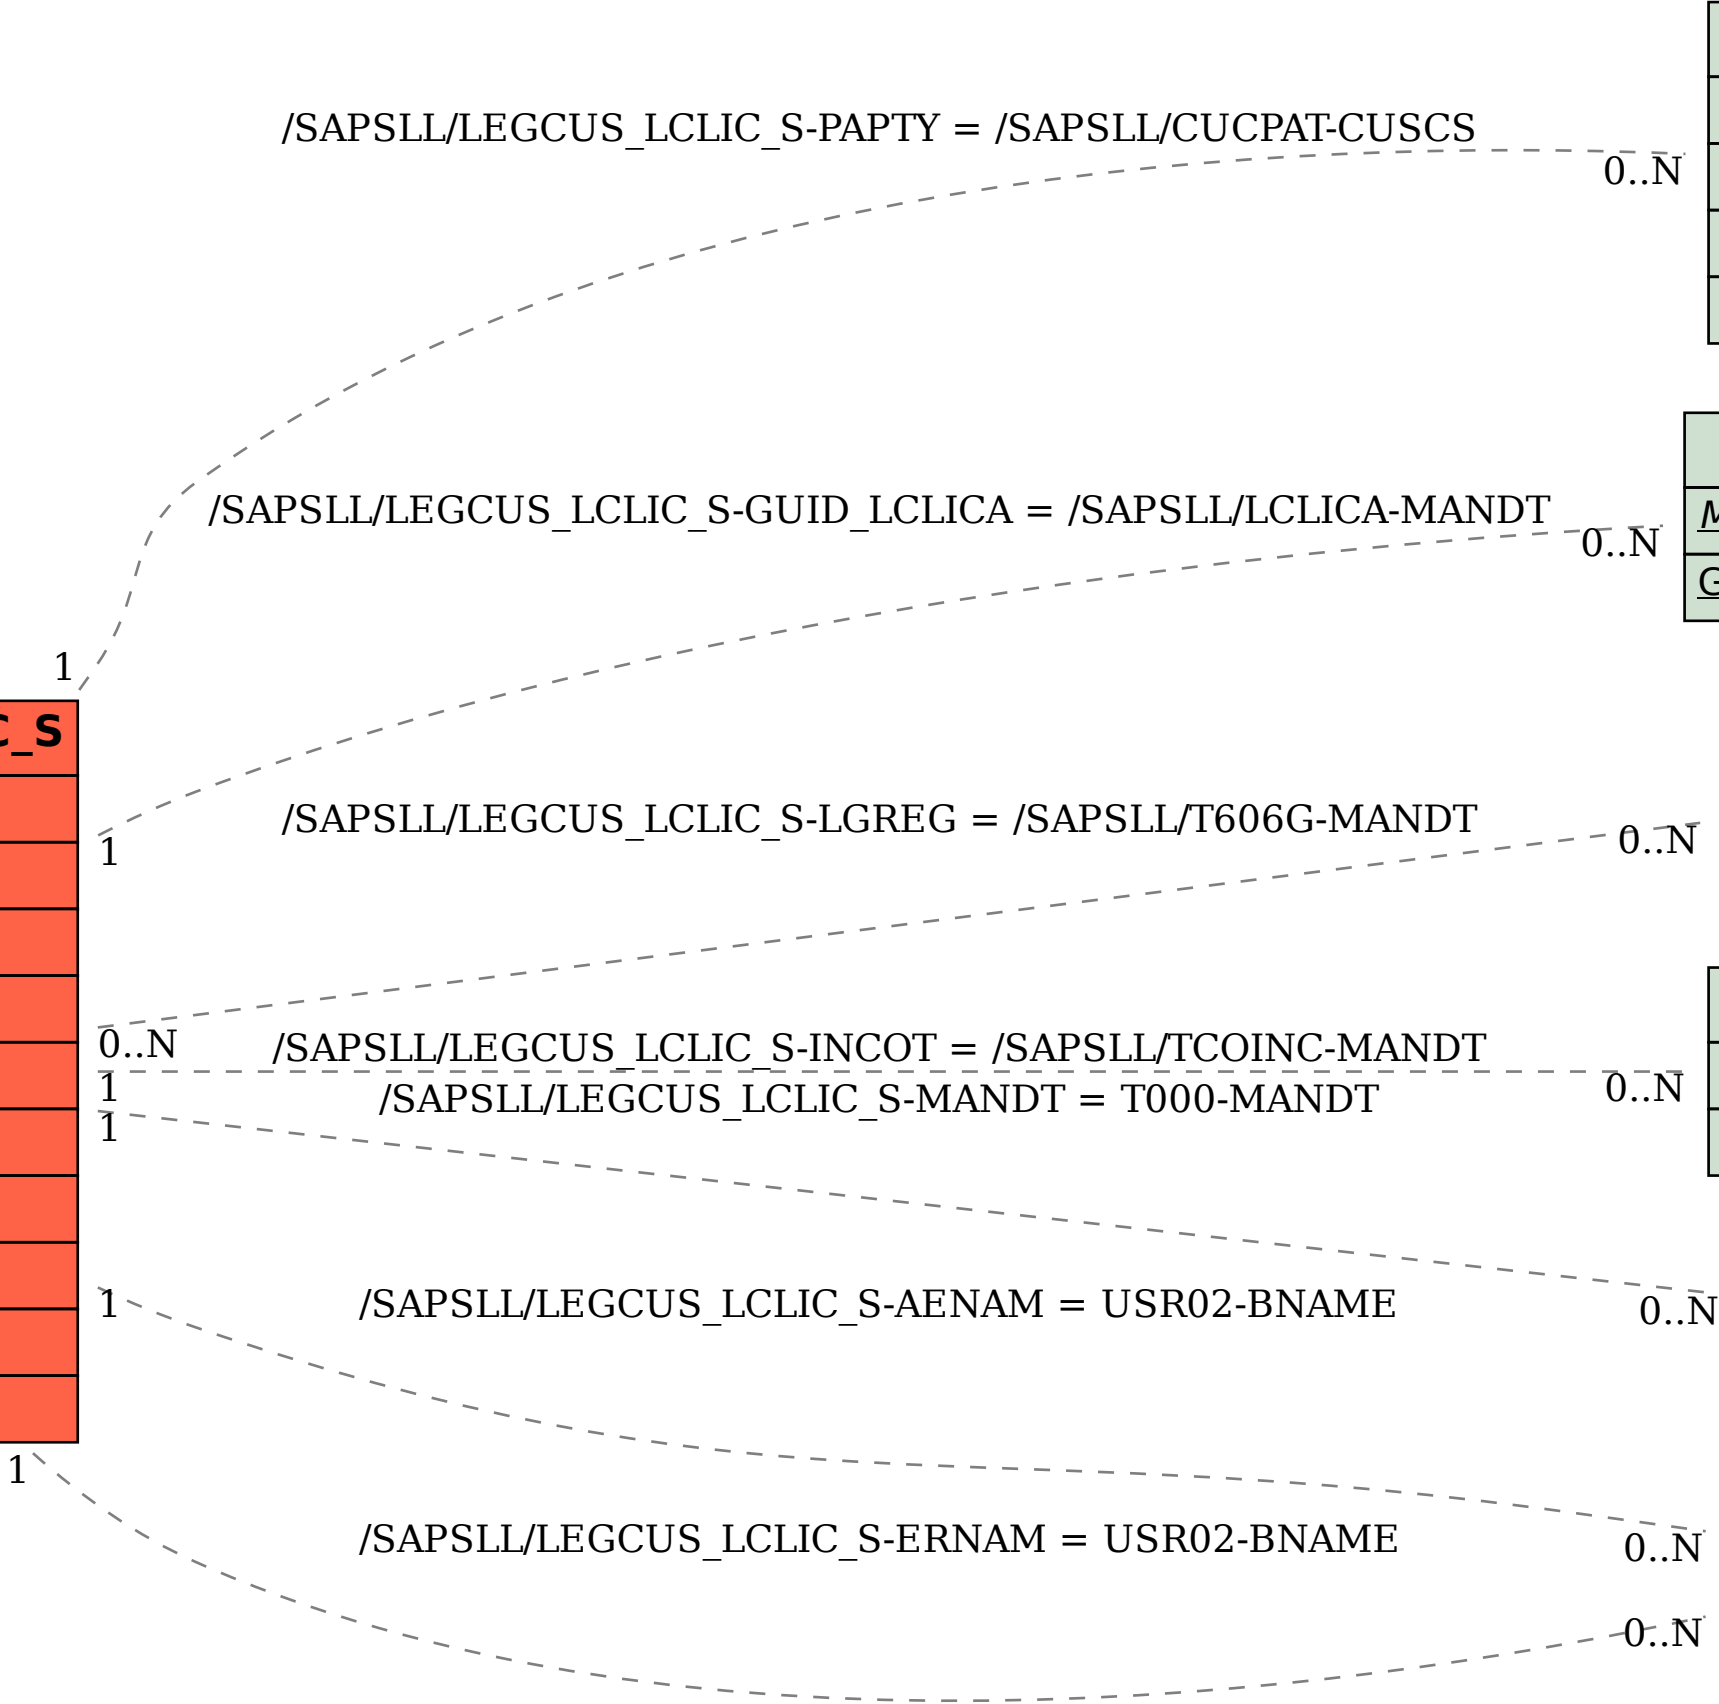 /SAPSLL/LEGCUS_LCLIC_S-PAPTY = /SAPSLL/CUCPAT-CUSCS
0..N
/SAPSLL/LEGCUS_LCLIC_S-GUID_LCLICA = /SAPSLL/LCLICA-MANDT
0..N
1
C_S
/SAPSLL/LEGCUS_LCLIC_S-LGREG = /SAPSLL/T606G-MANDT
0..N
1
0..N
/SAPSLL/LEGCUS_LCLIC_S-INCOT = /SAPSLL/TCOINC-MANDT
1
0..N
/SAPSLL/LEGCUS_LCLIC_S-MANDT = T000-MANDT
1
/SAPSLL/LEGCUS_LCLIC_S-AENAM = USR02-BNAME
1
0..N
1
/SAPSLL/LEGCUS_LCLIC_S-ERNAM = USR02-BNAME
0..N
0..N